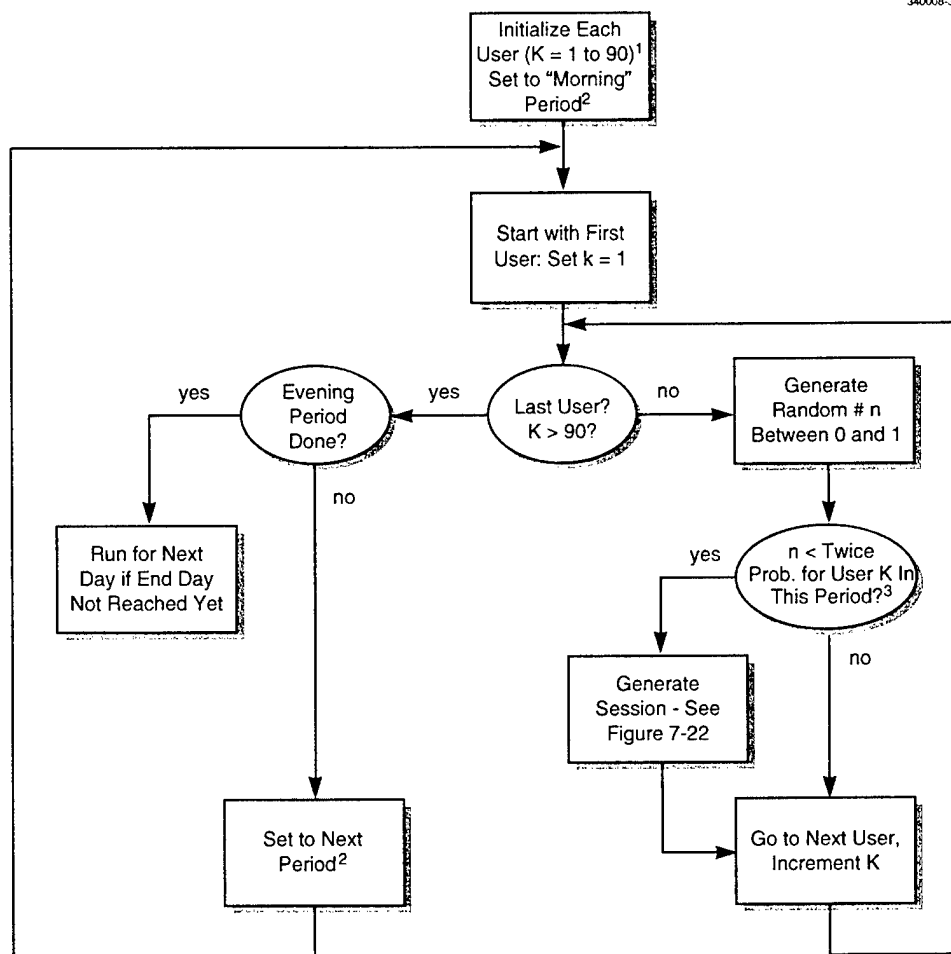 Initialize Each
User (K = 1 to 90)1
Set to “Morning”
Period2
Start with First
User: Set k = 1
yes
Evening
Period
Done?
yes
Last User?
K > 90?
no
Generate
Random # n
Between 0 and 1
no
Run for Next
Day if End Day
Not Reached Yet
yes
n < Twice
Prob. for User K In
This Period?3
no
Generate
Session - See
Figure 7-22
Set to Next
Period2
Go to Next User,
Increment K